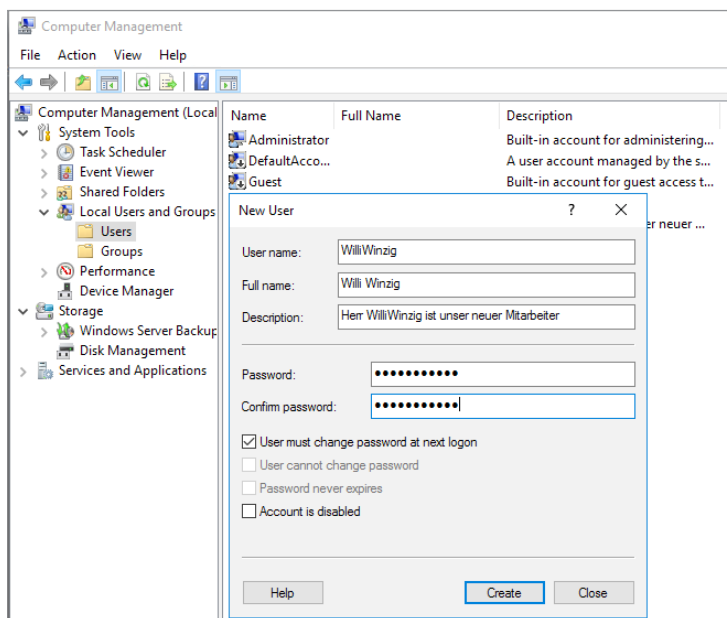 Computer Management
File Action View Help
Computer Management (Local
System Tools
Task Scheduler
Event Viewer
Shared Folders
Local Users and Groups
Users
Groups
Performance
Device Manager
Storage
Windows Server Backup
Disk Management
Services and Applications
Name Full Name Description
Administrator Built-in account for administering...
DefaultAcco... A user account managed by the s...
Guest Built-in account for guest access t...
er neuer ...
New User ?
User name: WilliWinzig
Full name: Willi Winzig
Description: Herr WilliWinzig ist unser neuer Mitarbeiter
Password: •••••••••••
Confirm password: •••••••••••
User must change password at next logon
User cannot change password
Password never expires
Account is disabled
Help Create Close